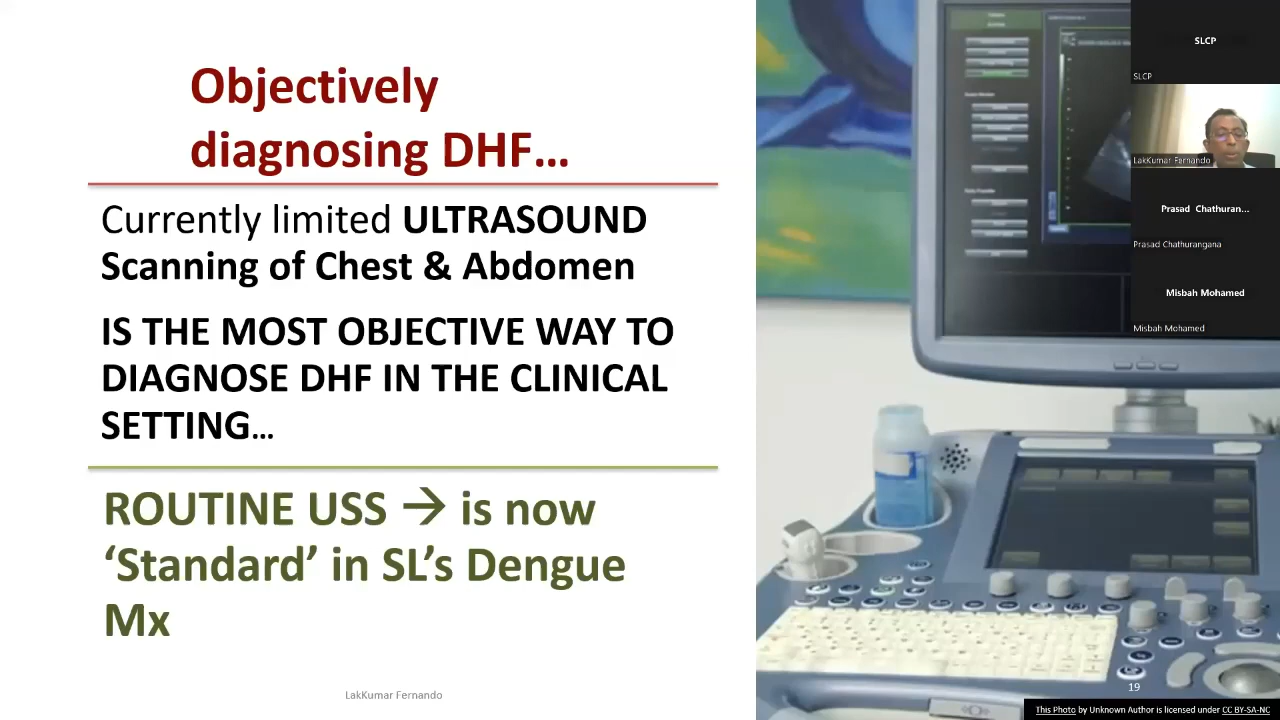 Objectively
diagnosing DHF...
Currently limited ULTRASOUND
Scanning of Chest & Abdomen
IS THE MOST OBJECTIVE WAY TO
DIAGNOSE DHF IN THE CLINICAL
SETTING...
ROUTINE USS → is now
‘Standard’ in SL’s Dengue
Mx
LakKumar Fernando
19
This Photo by Unknown Author is licensed under CC BY-SA-NC
SLCP
SLCP
LakKumar Fernando
Prasad Chathuran...
Prasad Chathurangana
Misbah Mohamed
Misbah Mohamed